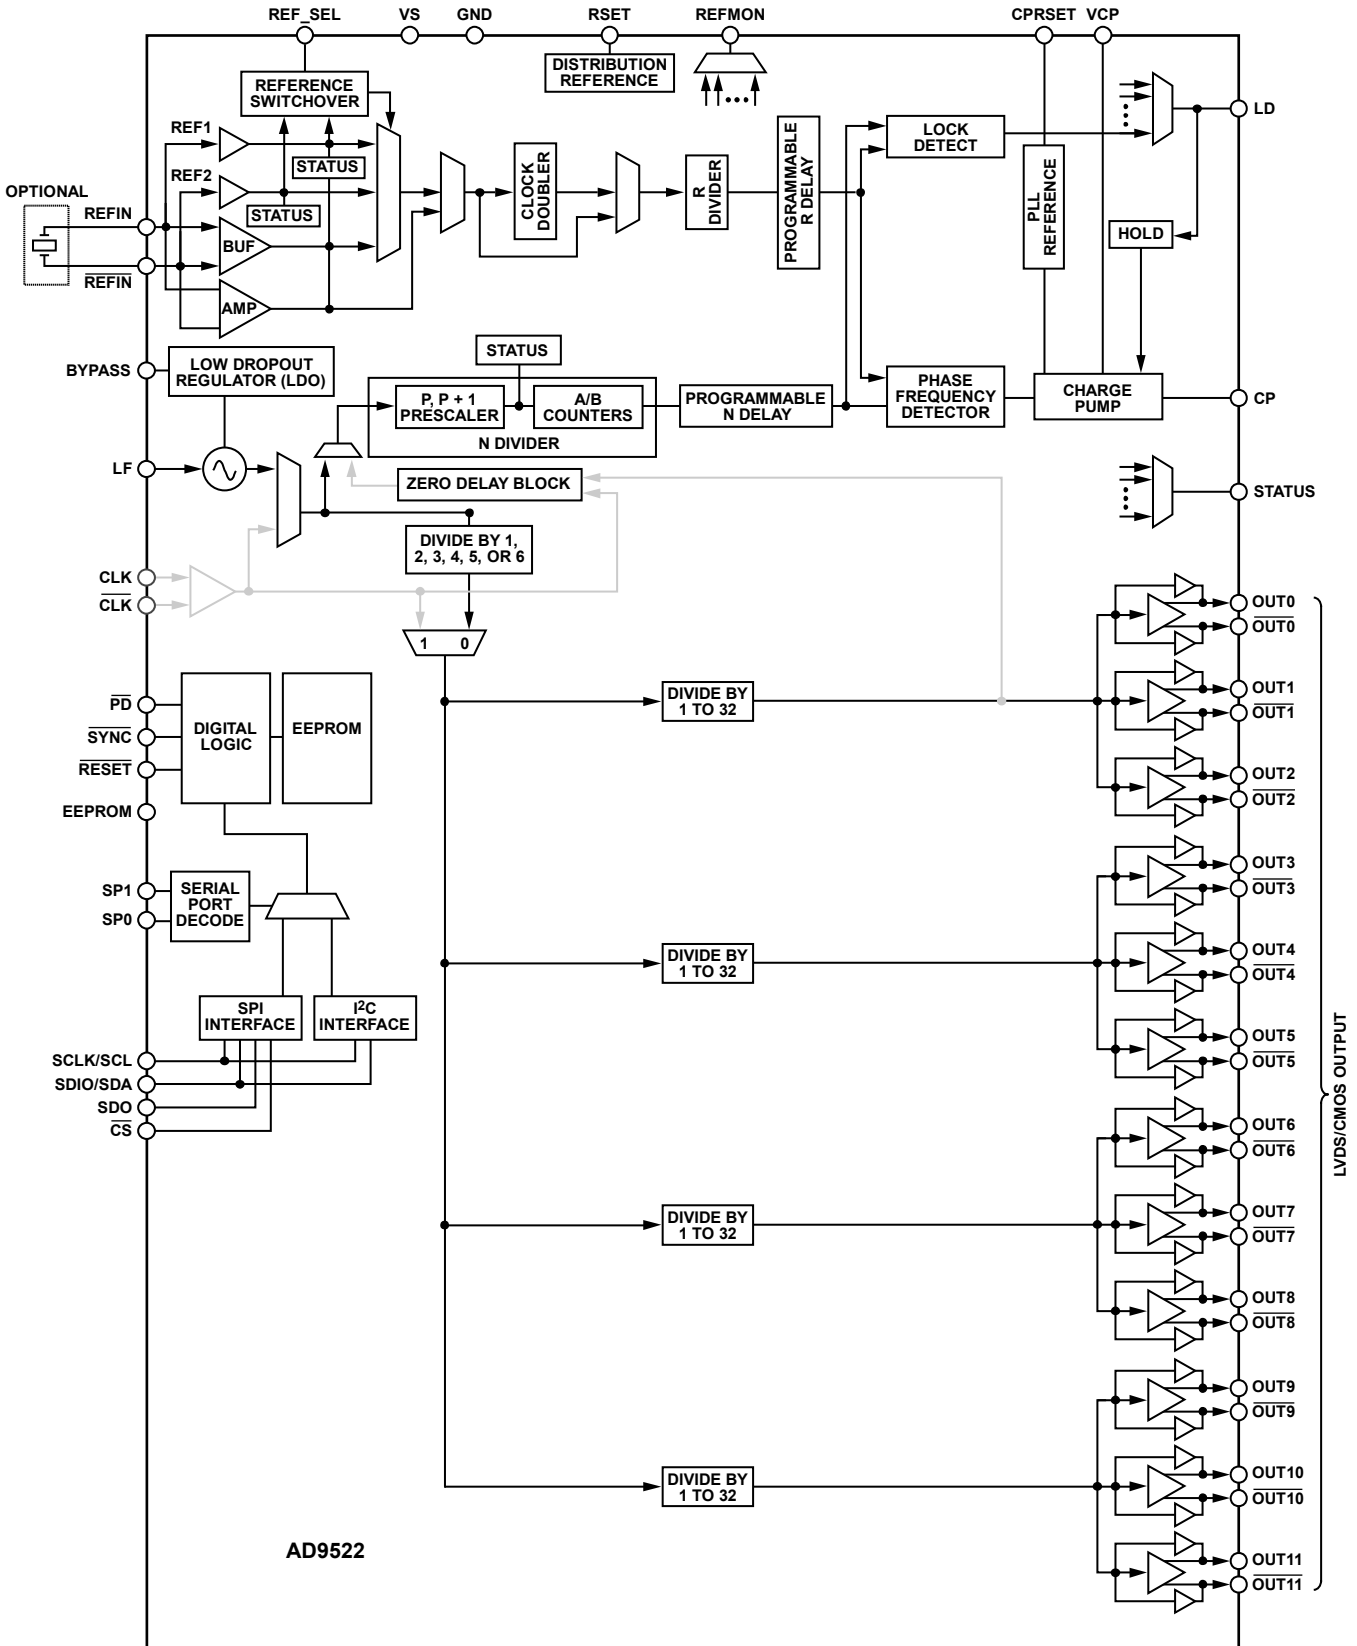 REF_SEL
VS
GND
RSET
REFMON
CPRSET
VCP
DISTRIBUTION
REFERENCE
REFERENCE
SWITCHOVER
REF1
STATUS
REF2
STATUS
OPTIONAL
REFIN
BUF
REFIN
AMP
CLOCK
DOUBLER
R
DIVIDER
PROGRAMMABLE
R DELAY
LOCK
DETECT
LD
PLL
REFERENCE
HOLD
STATUS
BYPASS
LOW DROPOUT
REGULATOR (LDO)
P, P + 1
PRESCALER
A/B
COUNTERS
N DIVIDER
PROGRAMMABLE
N DELAY
PHASE
FREQUENCY
DETECTOR
CHARGE
PUMP
CP
LF
ZERO DELAY BLOCK
STATUS
DIVIDE BY 1,
2, 3, 4, 5, OR 6
CLK
CLK
1 0
OUT0
OUT0
PD
SYNC
RESET
DIGITAL
LOGIC
EEPROM
EEPROM
DIVIDE BY
1 TO 32
OUT1
OUT1
OUT2
OUT2
SP1
SP0
SERIAL
PORT
DECODE
OUT3
OUT3
DIVIDE BY
1 TO 32
OUT4
OUT4
SPI
INTERFACE
I2C
INTERFACE
OUT5
OUT5
SCLK/SCL
SDIO/SDA
SDO
CS
OUT6
OUT6
LVDS/CMOS OUTPUT
DIVIDE BY
1 TO 32
OUT7
OUT7
OUT8
OUT8
OUT9
OUT9
DIVIDE BY
1 TO 32
OUT10
OUT10
AD9522
OUT11
OUT11